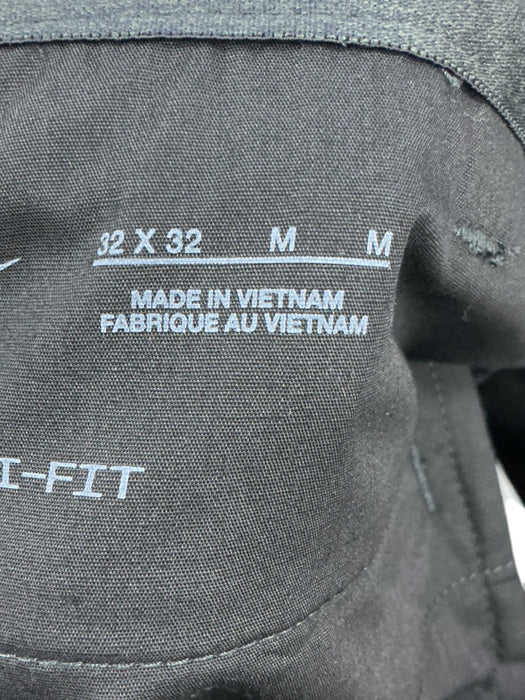 32 X 32 M M
MADE IN VIETNAM
FABRIQUE AU VIETNAM
I-FIT